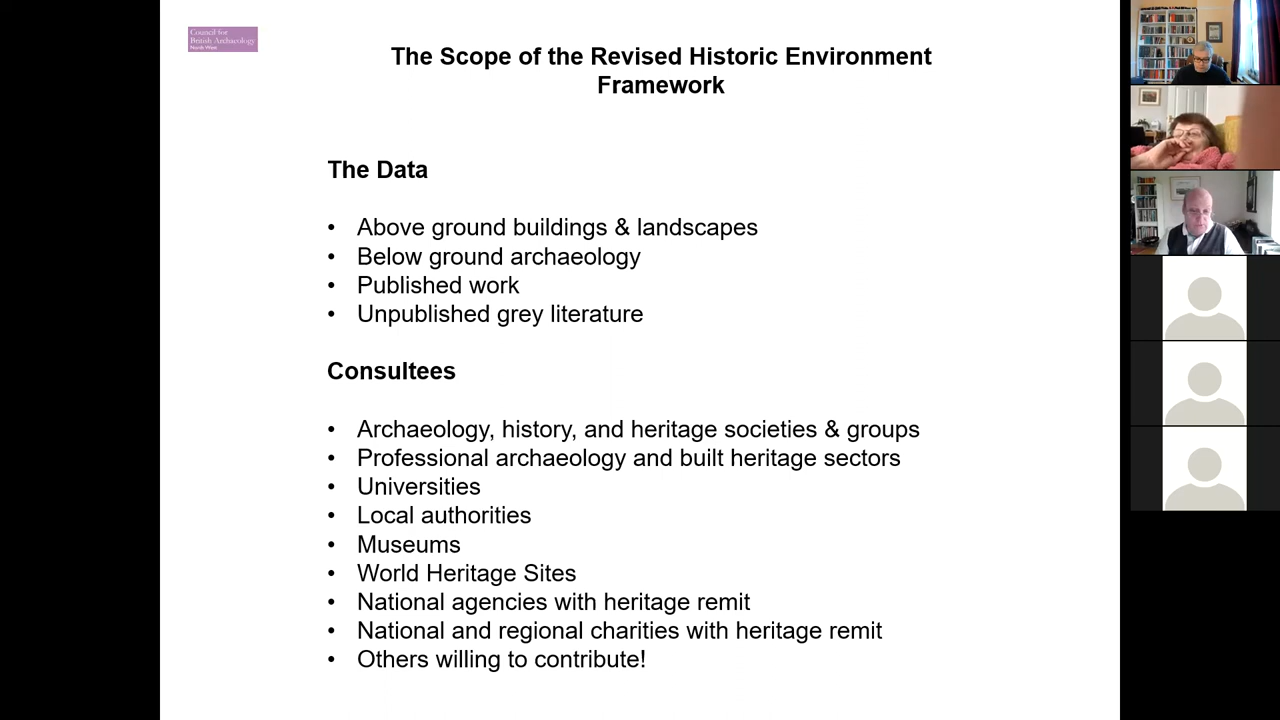 Council for
British Archaeology
North West
The Scope of the Revised Historic Environment
Framework
The Data
• Above ground buildings & landscapes
• Below ground archaeology
• Published work
• Unpublished grey literature
Consultees
• Archaeology, history, and heritage societies & groups
• Professional archaeology and built heritage sectors
• Universities
• Local authorities
• Museums
• World Heritage Sites
• National agencies with heritage remit
• National and regional charities with heritage remit
• Others willing to contribute!